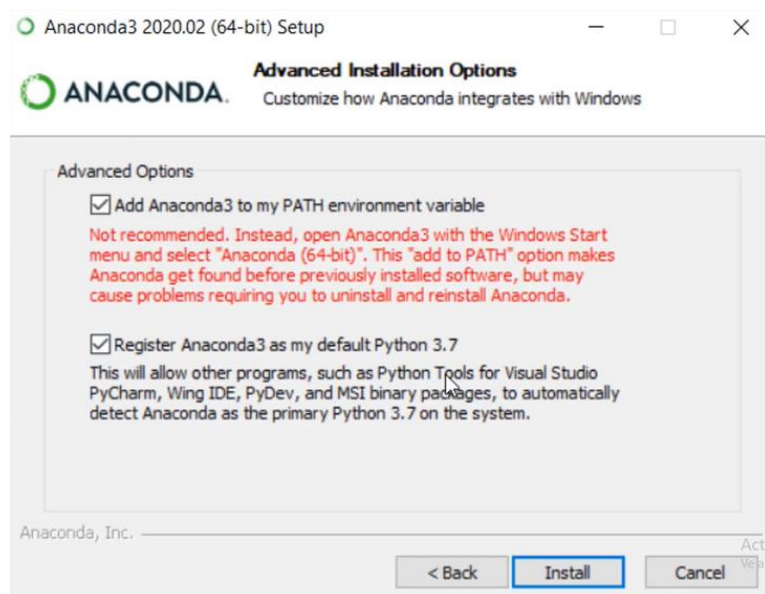 Anaconda3 2020.02 (64-bit) Setup
ANACONDA.
Advanced Installation Options
Customize how Anaconda integrates with Windows
Advanced Options
Add Anaconda3 to my PATH environment variable
Not recommended. Instead, open Anaconda3 with the Windows Start
menu and select "Anaconda (64-bit)". This "add to PATH" option makes
Anaconda get found before previously installed software, but may
cause problems requiring you to uninstall and reinstall Anaconda.
Register Anaconda3 as my default Python 3.7
This will allow other programs, such as Python Tools for Visual Studio
PyCharm, Wing IDE, PyDev, and MSI binary packages, to automatically
detect Anaconda as the primary Python 3.7 on the system.
Anaconda, Inc.
Act
< Back
Install
Cancel